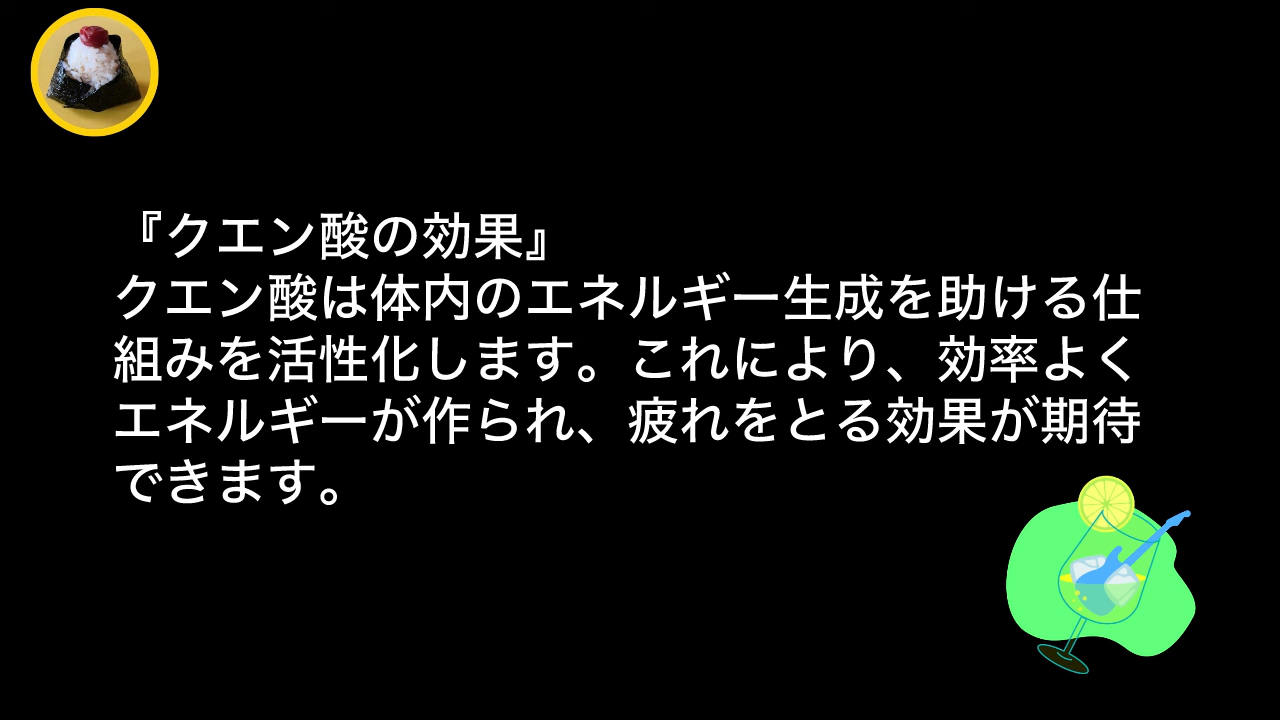 『クエン酸の効果』
クエン酸は体内のエネルギー生成を助ける仕
組みを活性化します。これにより、効率よく
エネルギーが作られ、疲れをとる効果が期待
できます。